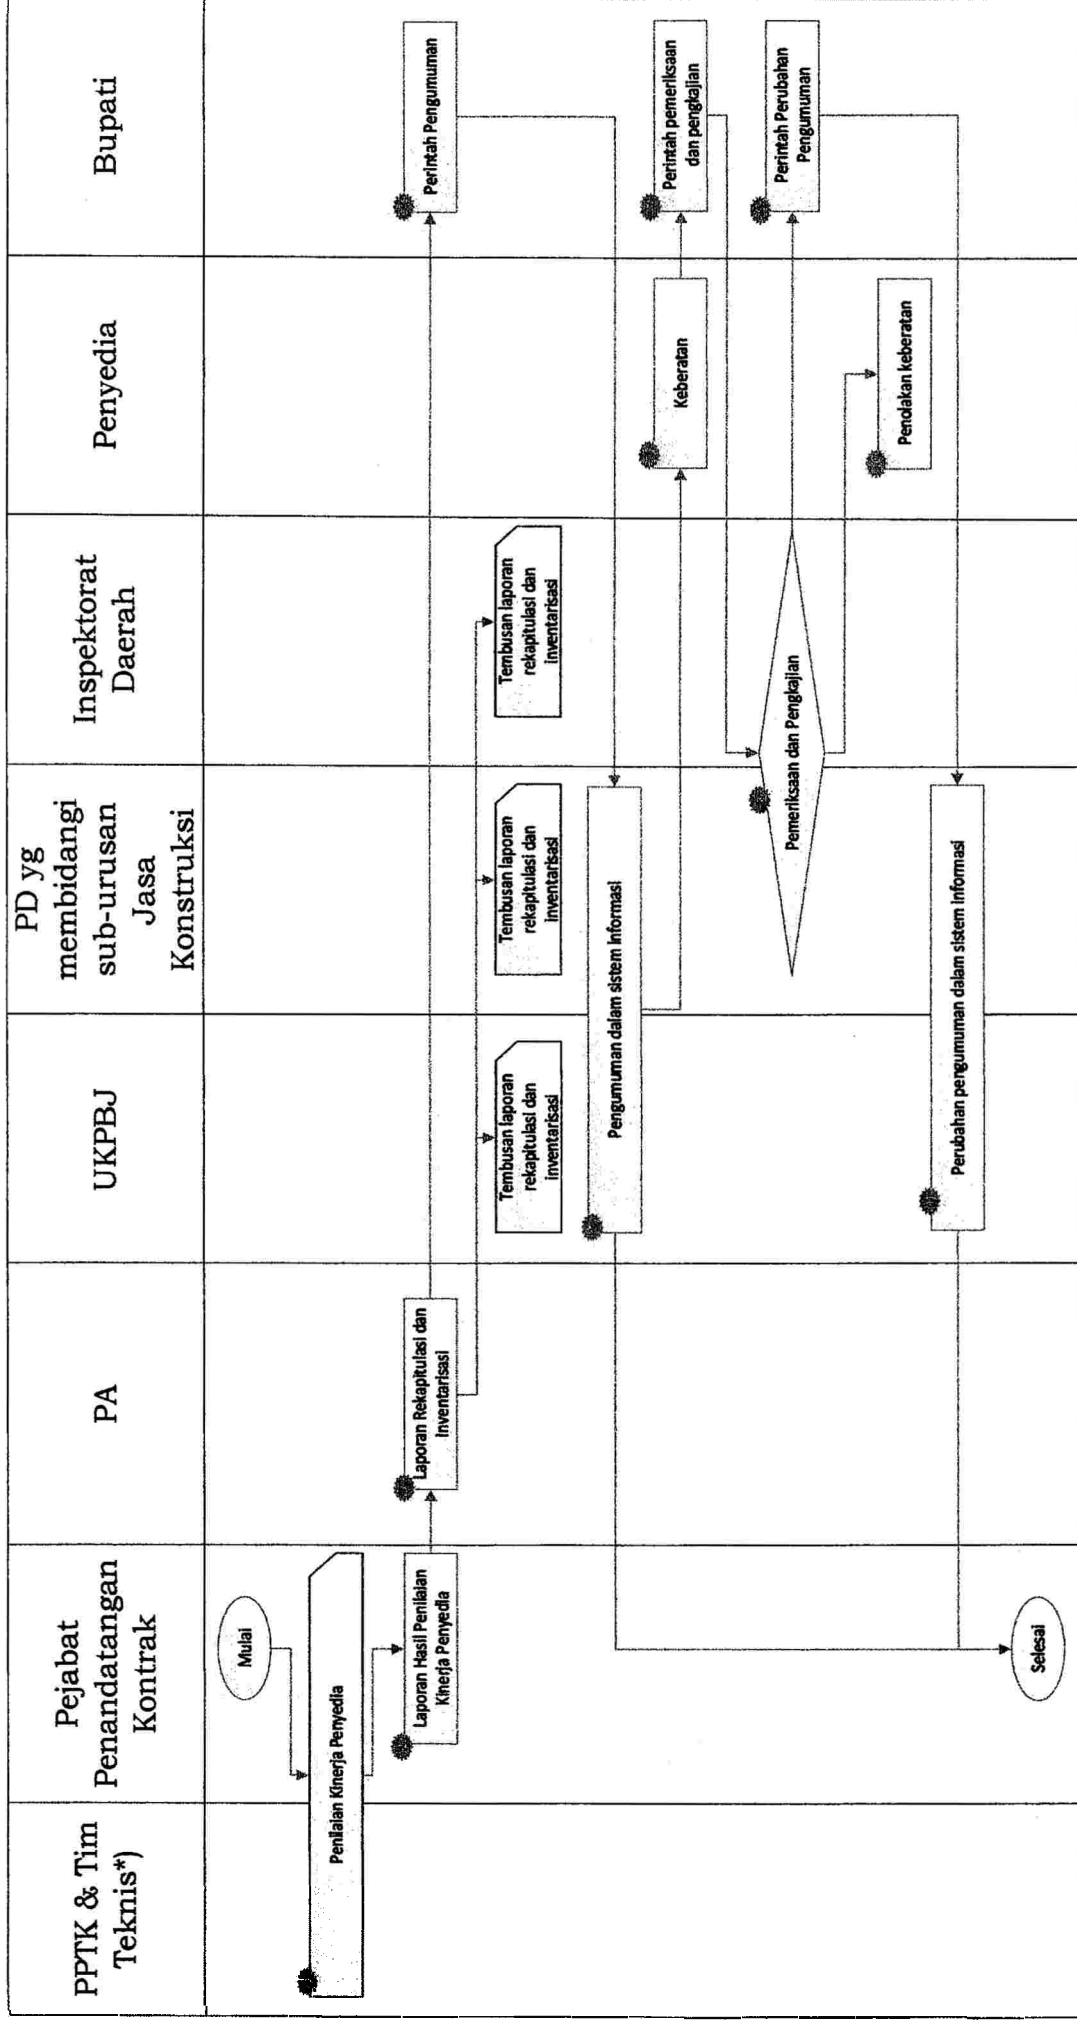 PPTK & Tim
Teknis*)
Pejabat
Penandatangan
Kontrak
PA
UKPBJ
PD yg
membidangi
sub-urusan
Jasa
Konstruksi
Inspektorat
Daerah
Penyedia
Bupati
Mulai
Penilaian Kinerja Penyedia
Laporan Hasil Penilaian
Kinerja Penyedia
Laporan Rekapitulasi dan
Inventarisasi
Perintah Pengumuman
Tembusan laporan
rekapitulasi dan
inventarisasi
Tembusan laporan
rekapitulasi dan
inventarisasi
Tembusan laporan
rekapitulasi dan
inventarisasi
Pengumuman dalam sistem informasi
Keberatan
Perintah pemeriksaan
dan pengkajian
Pemeriksaan dan Pengkajian
Perintah Perubahan
Pengumuman
Penolakan keberatan
Perubahan pengumuman dalam sistem informasi
Selesai